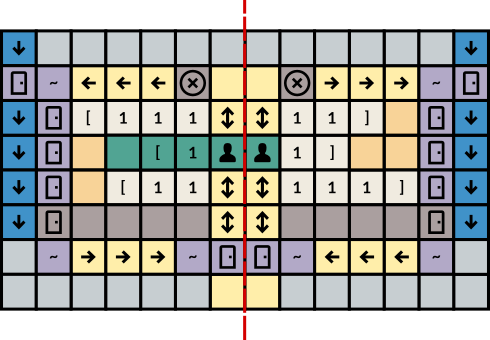 ~ ~
[ 1 1 1 1 1 ]
[ 1 1 ]
[ 1 1 1 1 1 ]
~ ~ ~ ~